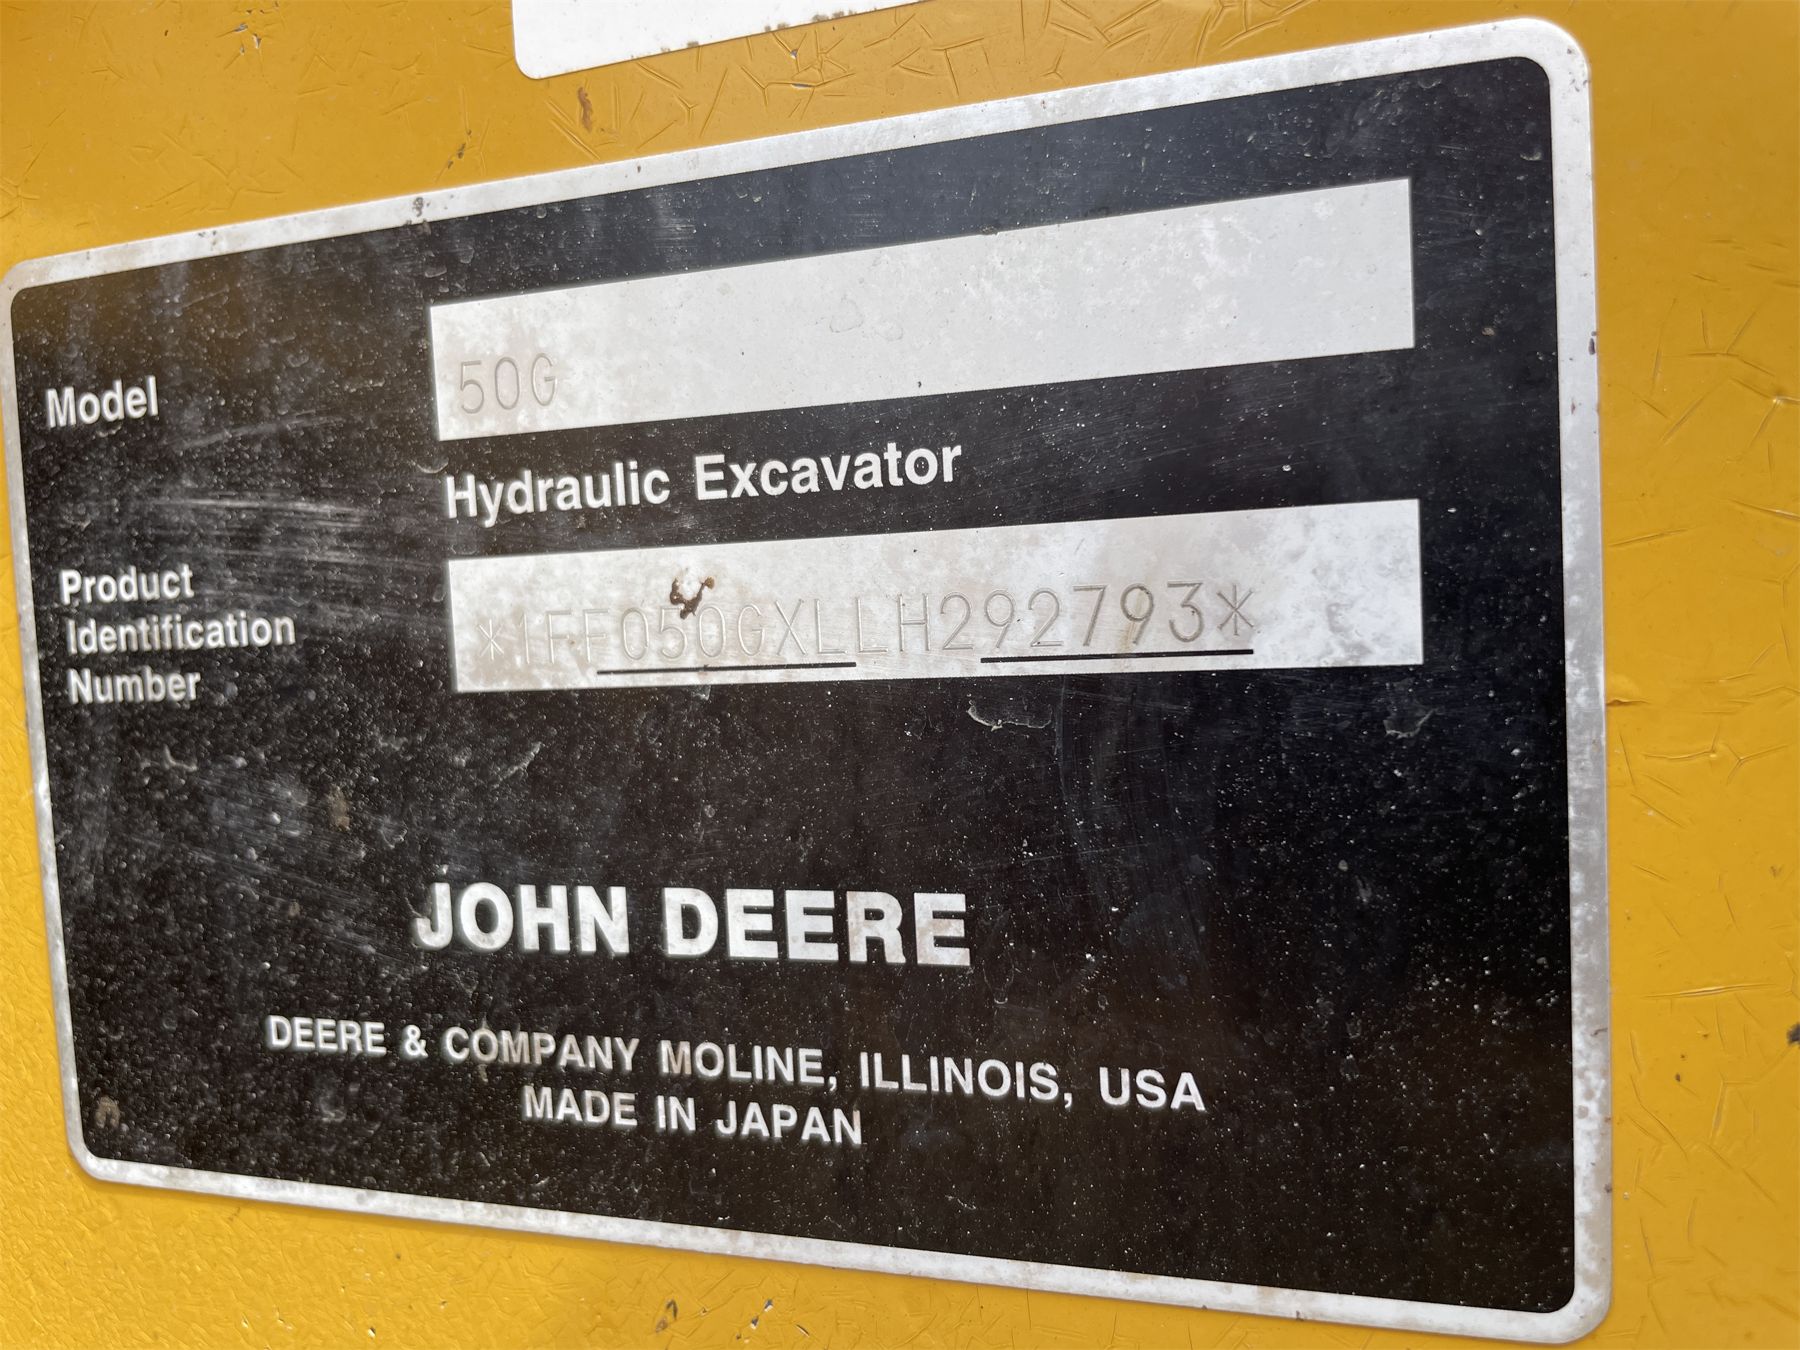 Model 50G
Hydraulic Excavator
Product
Identification
Number
*1FF050GXLLH292793*
JOHN DEERE
DEERE & COMPANY MOLINE, ILLINOIS, USA
MADE IN JAPAN